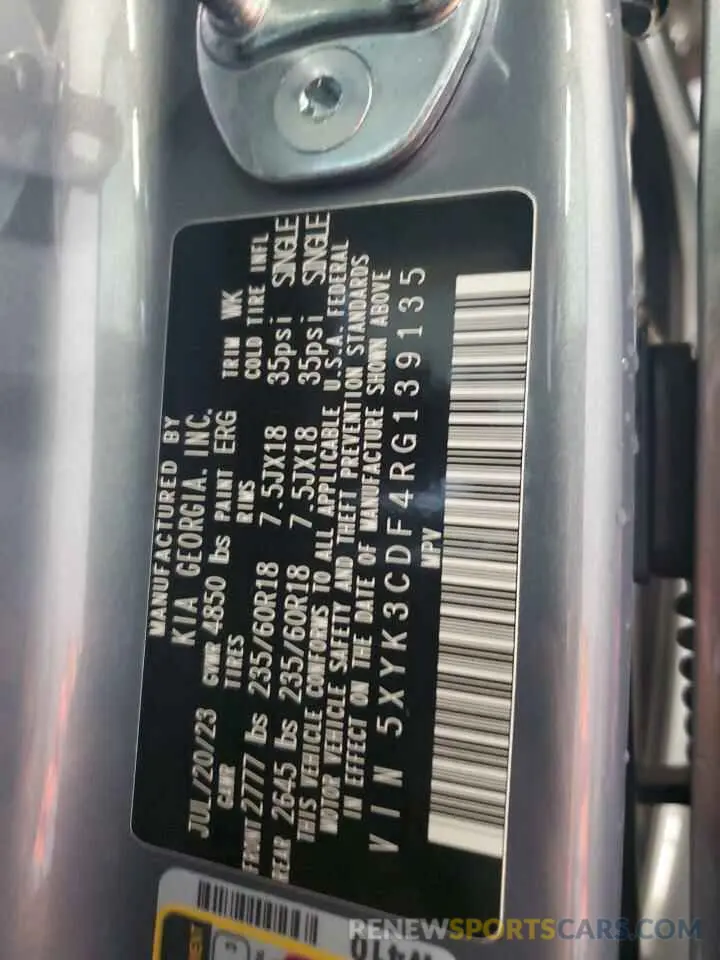 MANUFACTURED BY
KIA GEORGIA. INC.
JUL/20/23 GVWR 4850 lbs PAINT ERG TRIM WK
GAWR TIRES RIMS COLD TIRE INFL
FRONT 2777 lbs 235/60R18 7.5JX18 35psi SINGLE
REAR 2645 lbs 235/60R18 7.5JX18 35psi SINGLE
THIS VEHICLE CONFORMS TO ALL APPLICABLE U.S.A. FEDERAL
MOTOR VEHICLE SAFETY AND THEFT PREVENTION STANDARDS
IN EFFECT ON THE DATE OF MANUFACTURE SHOWN ABOVE
VIN 5XYK3CDF4RG139135
MPV
RENEWSPORTSCARS.COM